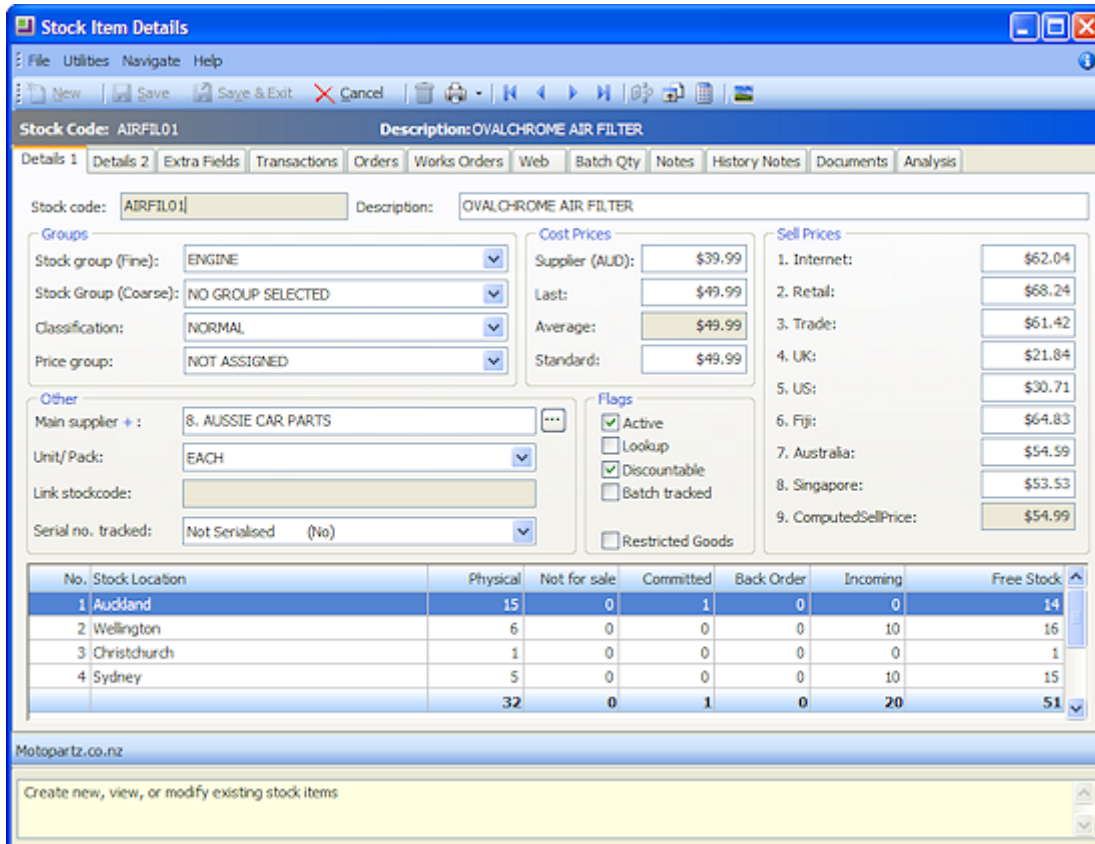 Stock Item Details
File Utilities Navigate Help
New Save Save & Exit Cancel
Stock Code: AIRFIL01 Description: OVALCHROME AIR FILTER
Details 1 Details 2 Extra Fields Transactions Orders Works Orders Web Batch Qty Notes History Notes Documents Analysis
Stock code: AIRFIL01 Description: OVALCHROME AIR FILTER
Groups
Stock group (Fine): ENGINE
Stock Group (Coarse): NO GROUP SELECTED
Classification: NORMAL
Price group: NOT ASSIGNED
Cost Prices
Supplier (AUD): $39.99
Last: $49.99
Average: $49.99
Standard: $49.99
Sell Prices
1. Internet: $62.04
2. Retail: $68.24
3. Trade: $61.42
4. UK: $21.84
5. US: $30.71
6. Fiji: $64.83
7. Australia: $54.59
8. Singapore: $53.53
9. ComputedSellPrice: $54.99
Other
Main supplier + : 8. AUSSIE CAR PARTS ...
Unit/Pack: EACH
Link stockcode:
Serial no. tracked: Not Serialised (No)
Flags
Active
Lookup
Discountable
Batch tracked
Restricted Goods
No. Stock Location Physical Not for sale Committed Back Order Incoming Free Stock
1 Auckland 15 0 1 0 0 14
2 Wellington 6 0 0 0 10 16
3 Christchurch 1 0 0 0 0 1
4 Sydney 5 0 0 0 10 15
32 0 1 0 20 51
Motopartz.co.nz
Create new, view, or modify existing stock items